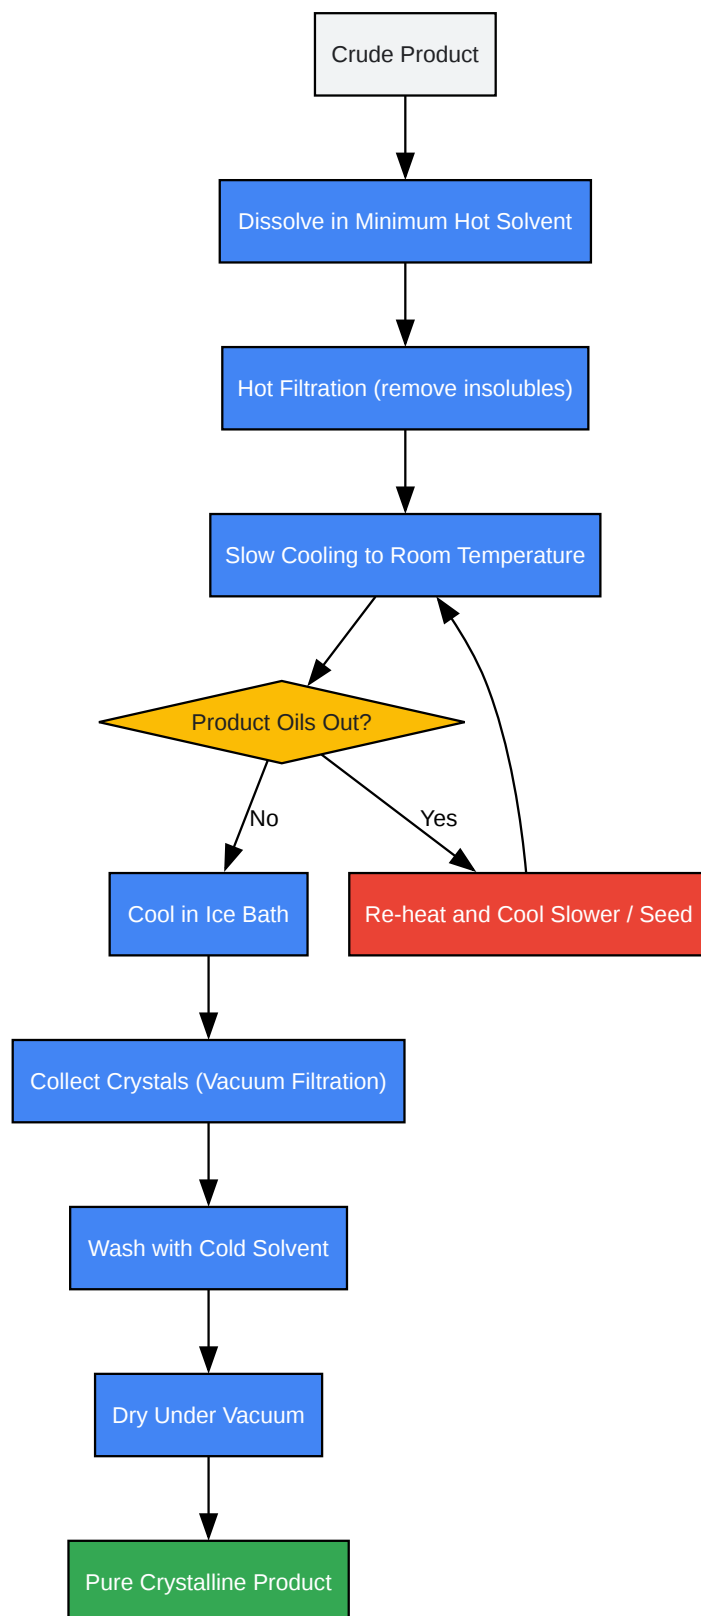 Crude Product
Dissolve in Minimum Hot Solvent
Hot Filtration (remove insolubles)
Slow Cooling to Room Temperature
Product Oils Out?
No
Yes
Cool in Ice Bath
Re-heat and Cool Slower / Seed
Collect Crystals (Vacuum Filtration)
Wash with Cold Solvent
Dry Under Vacuum
Pure Crystalline Product